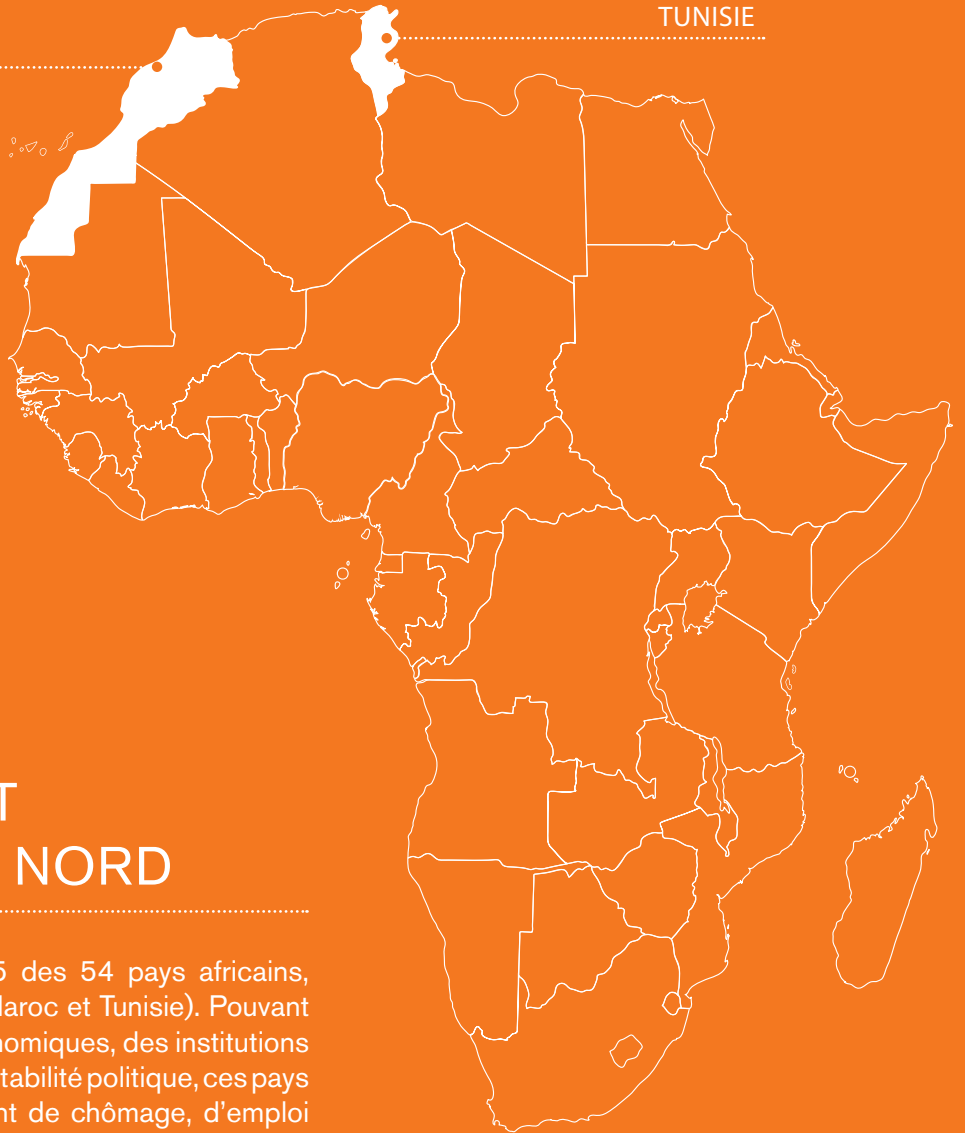 TUNISIE
T
NORD
5 des 54 pays africains,
laroc et Tunisie). Pouvant
nomiques, des institutions
tabilité politique, ces pays
nt de chômage, d'emploi